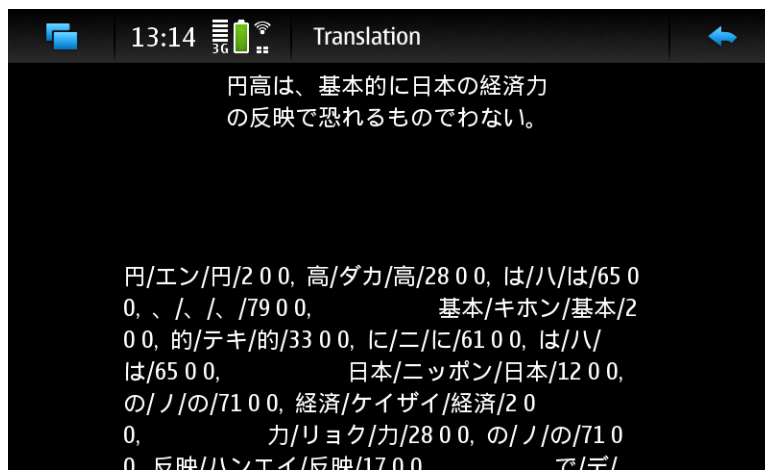 13:14 3G Translation
円高は、基本的に日本の経済力
の反映で恐れるものでわない。
円/エン/円/2 0 0, 高/ダカ/高/28 0 0, は/ハ/は/65 0
0, 、/、/、/79 0 0, 基本/キホン/基本/2
0 0, 的/テキ/的/33 0 0, に/ニ/に/61 0 0, は/ハ/
は/65 0 0, 日本/ニッポン/日本/12 0 0,
の/ノ/の/71 0 0, 経済/ケイザイ/経済/2 0
0, 力/リョク/力/28 0 0, の/ノ/の/71 0
0, 反映/ハンエイ/反映/17 0 0, で/デ/